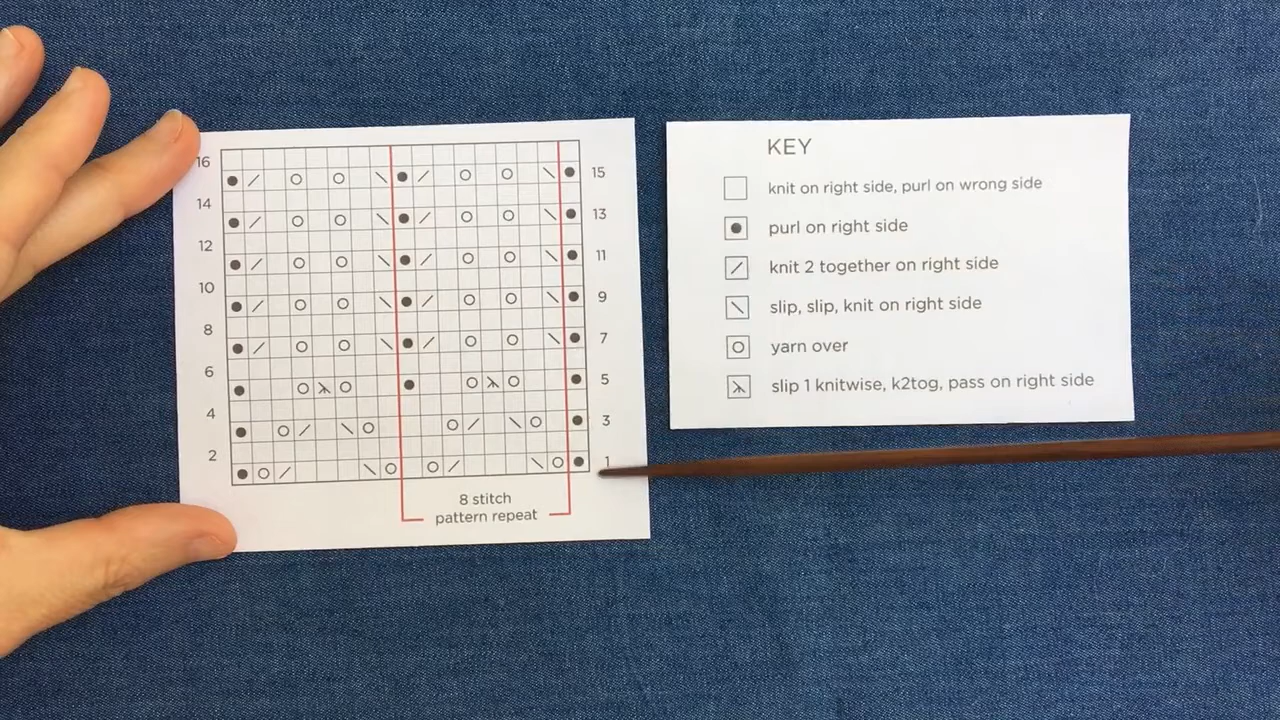 16
15
14
13
12
11
10
9
8
7
6
5
4
3
2
1
8 stitch
pattern repeat
KEY
knit on right side, purl on wrong side
purl on right side
knit 2 together on right side
slip, slip, knit on right side
yarn over
slip 1 knitwise, k2tog, pass on right side